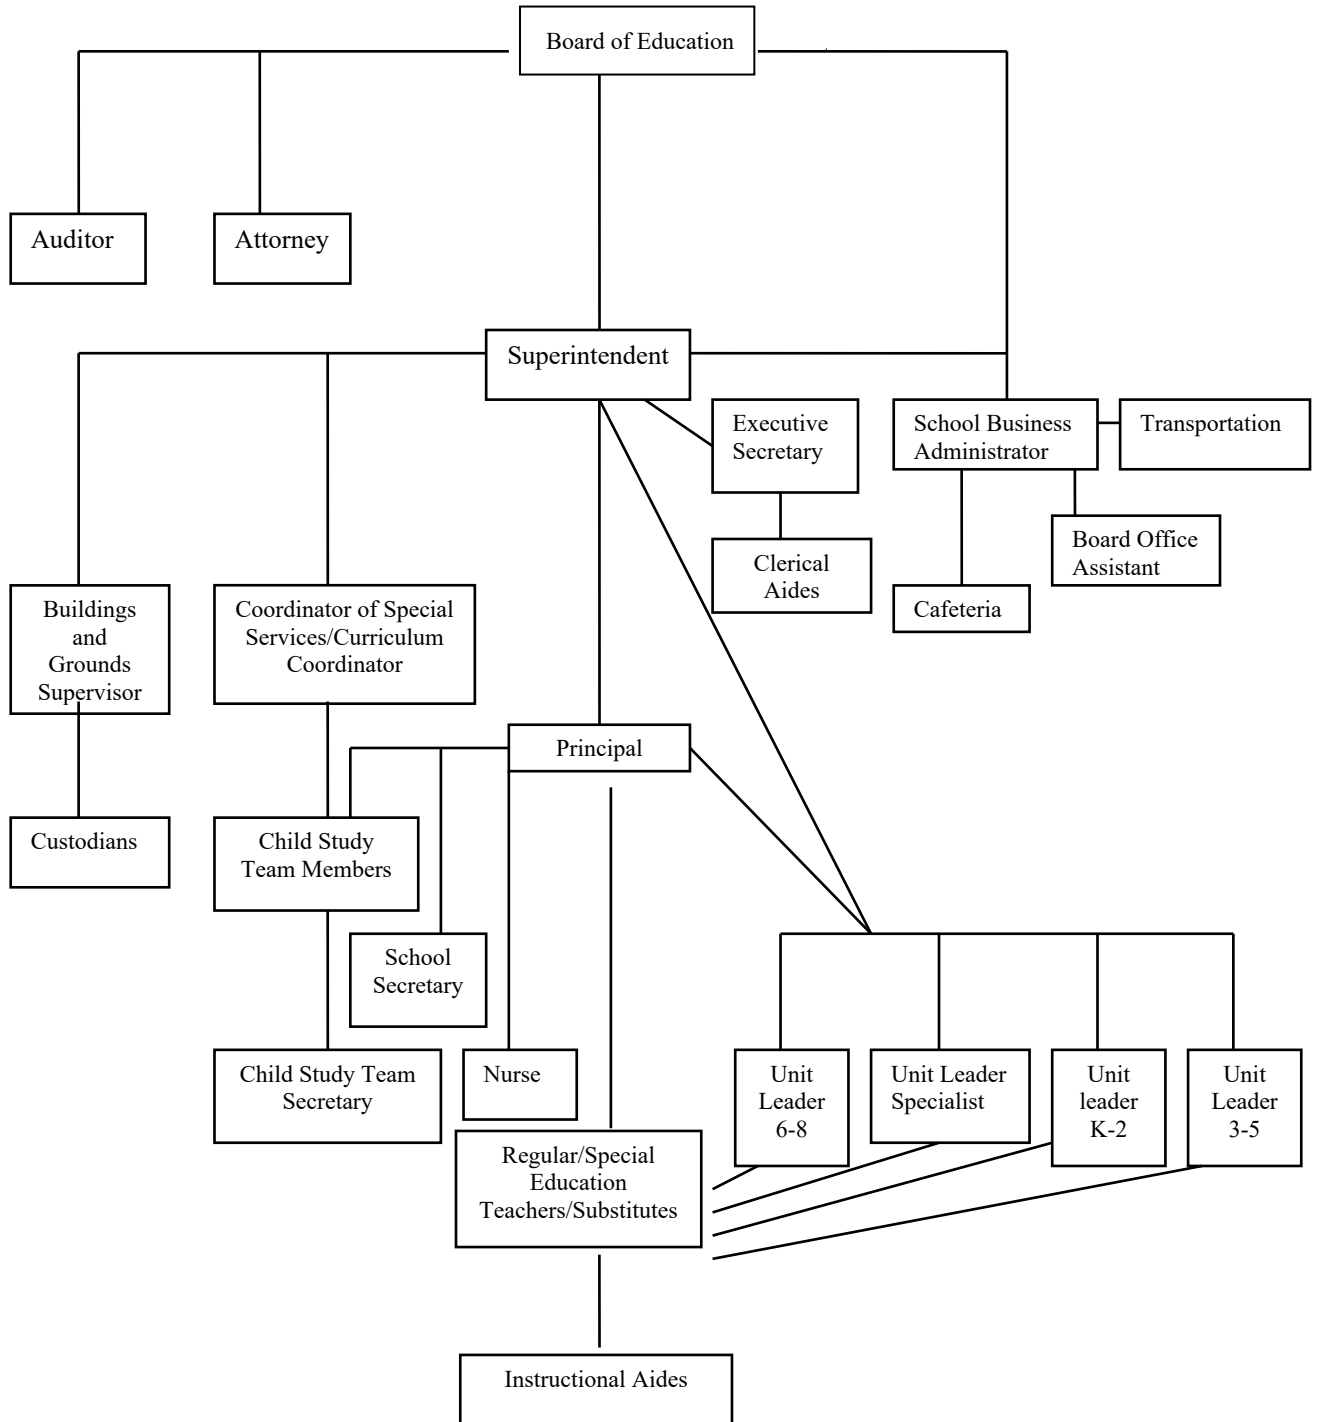 Board of Education
Auditor
Attorney
Superintendent
Executive
Secretary
School Business
Administrator
Transportation
Clerical
Aides
Board Office
Assistant
Cafeteria
Buildings
and
Grounds
Supervisor
Coordinator of Special
Services/Curriculum
Coordinator
Principal
Custodians
Child Study
Team Members
School
Secretary
Child Study Team
Secretary
Nurse
Unit
Leader
6-8
Unit Leader
Specialist
Unit
leader
K-2
Unit
Leader
3-5
Regular/Special
Education
Teachers/Substitutes
Instructional Aides